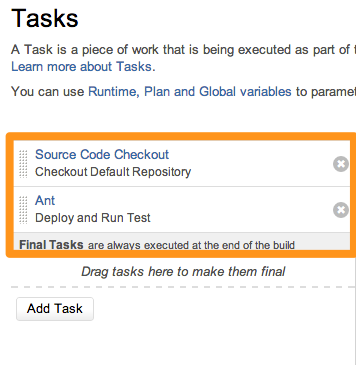 Tasks
A Task is a piece of work that is being executed as part of
Learn more about Tasks.
You can use Runtime, Plan and Global variables to paramet
Source Code Checkout
Checkout Default Repository
Ant
Deploy and Run Test
Final Tasks are always executed at the end of the build
Drag tasks here to make them final
Add Task